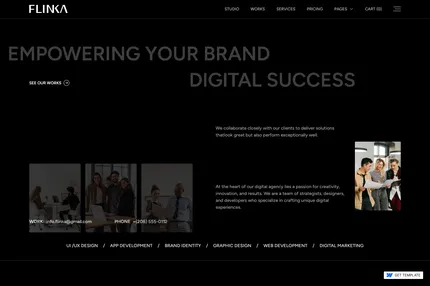 FLINKA
STUDIO WORKS SERVICES PRICING PAGES CART (0)
EMPOWERING YOUR BRAND
SEE OUR WORKS
DIGITAL SUCCESS
We collaborate closely with our clients to deliver solutions
thatlook great but also perform exceptionally well.
At the heart of our digital agency lies a passion for creativity,
innovation, and results. We are a team of strategists, designers,
and developers who specialize in crafting unique digital
experiences.
WORK: info.flinka@gmail.com PHONE: +(208) 555-0112
UI /UX DESIGN / APP DEVELOPMENT / BRAND IDENTITY / GRAPHIC DESIGN / WEB DEVELOPMENT / DIGITAL MARKETING
GET TEMPLATE